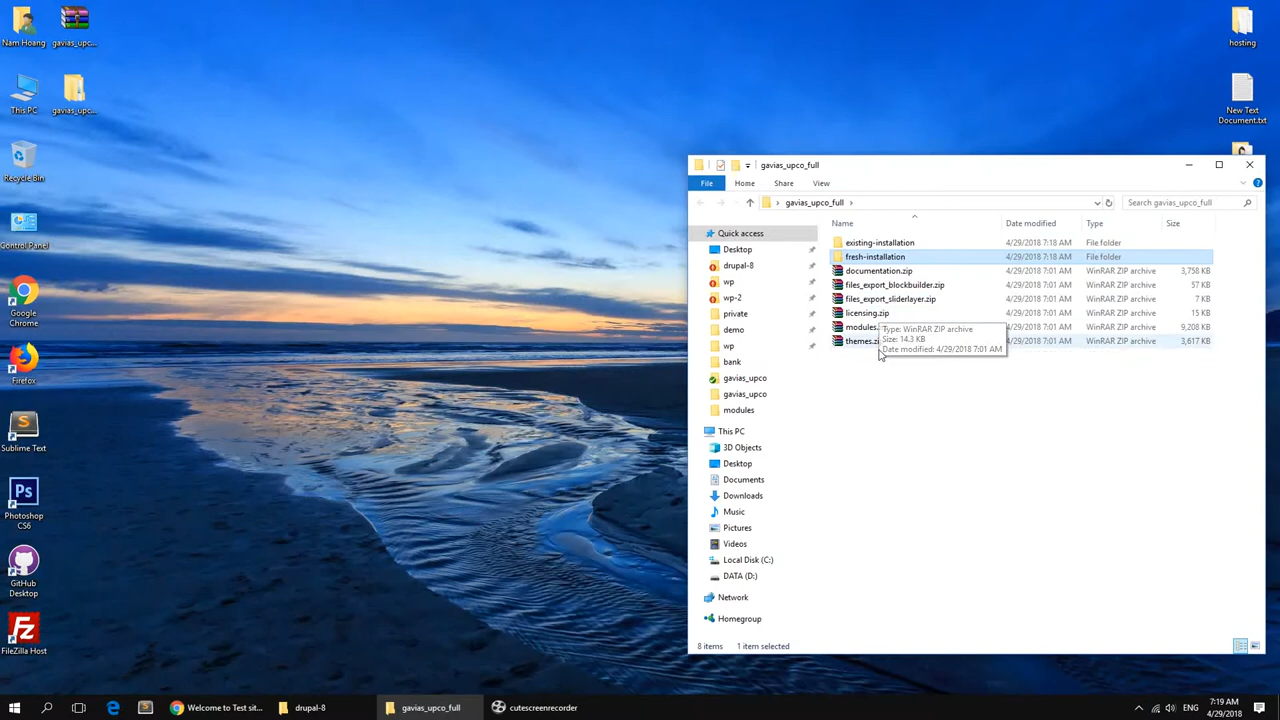 Nam Hoang
gavias_upc...
This PC
gavias_upc...
Recycle Bin
Control Panel
Google
Chrome
Firefox
Sublime Text
Photoshop
CS6
GitHub
Desktop
FileZilla Host
hosting
New Text
Document.txt
gavias_upco_full
File
Home
Share
View
gavias_upco_full
Search gavias_upco_full
Name
Date modified
Type
Size
Quick access
Desktop
drupal-8
wp
wp-2
private
demo
wp
bank
gavias_upco
gavias_upco
modules
This PC
3D Objects
Desktop
Documents
Downloads
Music
Pictures
Videos
Local Disk (C:)
DATA (D:)
Network
Homegroup
existing-installation 4/29/2018 7:18 AM File folder
fresh-installation 4/29/2018 7:18 AM File folder
documentation.zip 4/29/2018 7:01 AM WinRAR ZIP archive 3,758 KB
files_export_blockbuilder.zip 4/29/2018 7:01 AM WinRAR ZIP archive 57 KB
files_export_sliderlayer.zip 4/29/2018 7:01 AM WinRAR ZIP archive 7 KB
licensing.zip 4/29/2018 7:01 AM WinRAR ZIP archive 15 KB
modules. /29/2018 7:01 AM WinRAR ZIP archive 9,208 KB
themes.zi /29/2018 7:01 AM WinRAR ZIP archive 3,617 KB
Type: WinRAR ZIP archive
Size: 14.3 KB
Date modified: 4/29/2018 7:01 AM
8 items 1 item selected
Welcome to Test sit...
drupal-8
gavias_upco_full
cutescreenrecorder
ENG
7:19 AM
4/29/2018